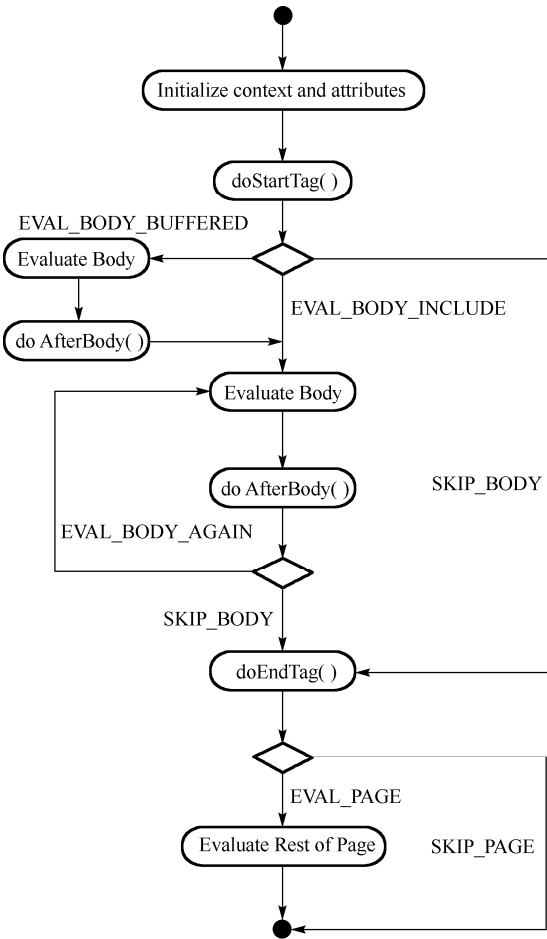 Initialize context and attributes
doStartTag( )
EVAL_BODY_BUFFERED
Evaluate Body
EVAL_BODY_INCLUDE
do AfterBody( )
Evaluate Body
do AfterBody( )
SKIP_BODY
EVAL_BODY_AGAIN
SKIP_BODY
doEndTag( )
EVAL_PAGE
Evaluate Rest of Page
SKIP_PAGE